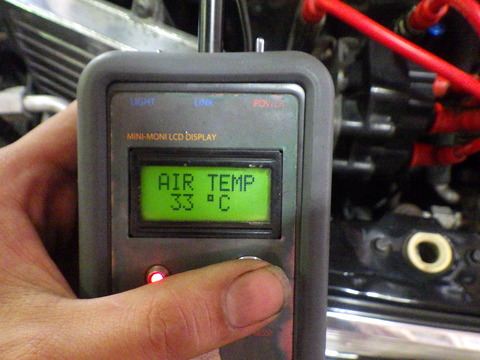 LIGHT LINK POWER
MINI-MONI LCD DISPLAY
AIR TEMP
33 °C